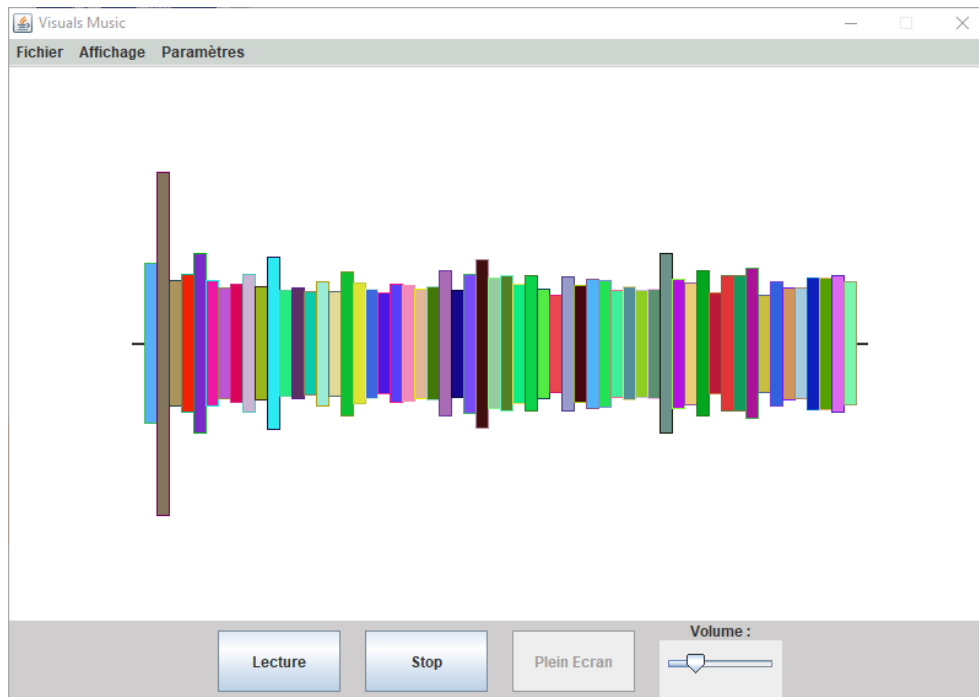 Visuals Music
Fichier Affichage Paramètres
Volume :
Lecture Stop Plein Ecran